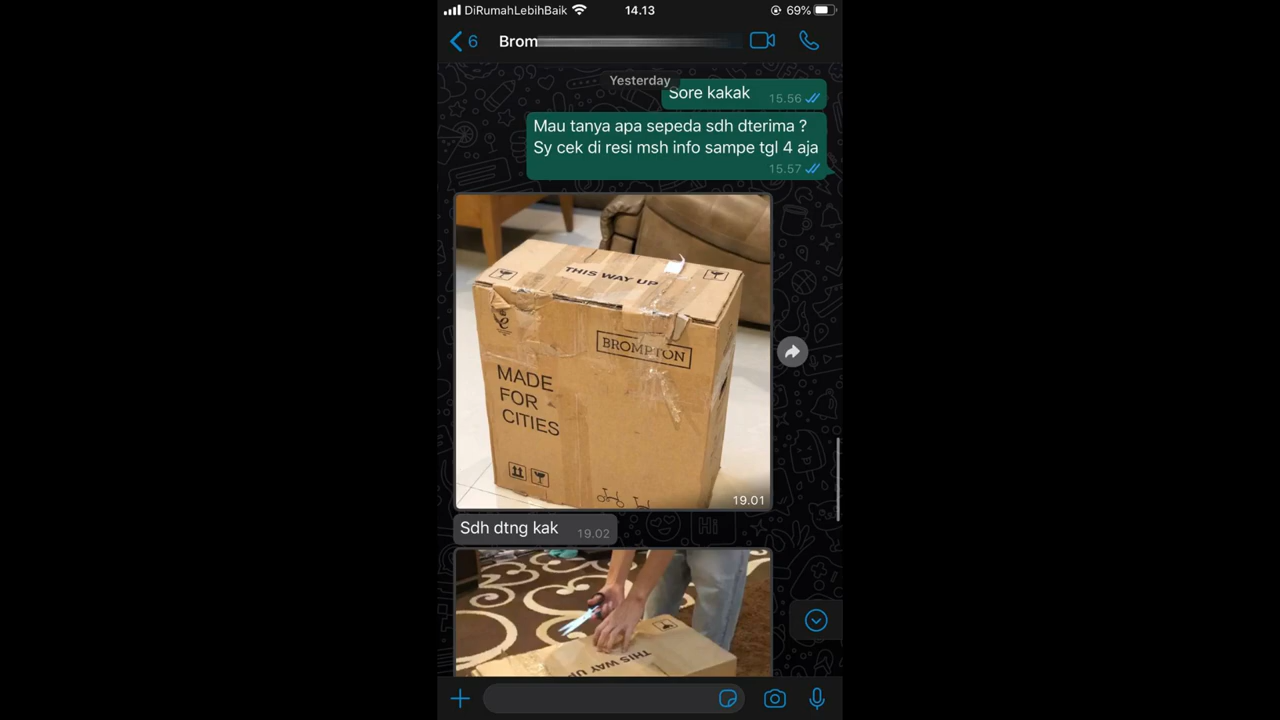 DiRumahLebihBaik
14.13
69%
6
Brom
Yesterday
Sore kakak
15.56
Mau tanya apa sepeda sdh dterima ?
Sy cek di resi msh info sampe tgl 4 aja
15.57
THIS WAY UP
BROMPTON
MADE
FOR
CITIES
19.01
Sdh dtng kak
19.02
THIS WAY UP